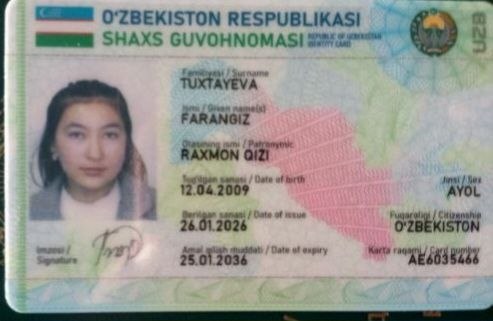 O'ZBEKISTON RESPUBLIKASI
SHAXS GUVOHNOMASI REPUBLIC OF UZBEKISTAN IDENTITY CARD
UZB
Familiyasi / Surname
TUXTAYEVA
Ismi / Given name(s)
FARANGIZ
Otasining ismi / Patronymic
RAXMON QIZI
Tug'ilgan sanasi / Date of birth
12.04.2009
Jinsi / Sex
AYOL
Berilgan sanasi / Date of issue
26.01.2026
Fuqaroligi / Citizenship
O'ZBEKISTON
Amal qilish muddati / Date of expiry
25.01.2036
Karta raqami / Card number
AE6035466
Imzosi /
Signature